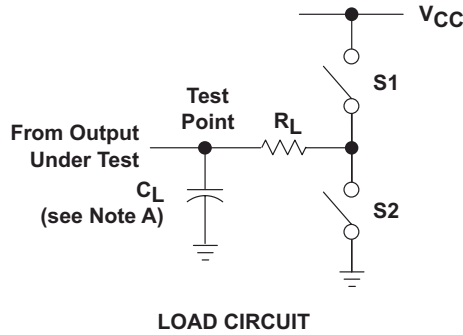 VCC
S1
Test
Point
RL
From Output
Under Test
CL
(see Note A)
S2
LOAD CIRCUIT